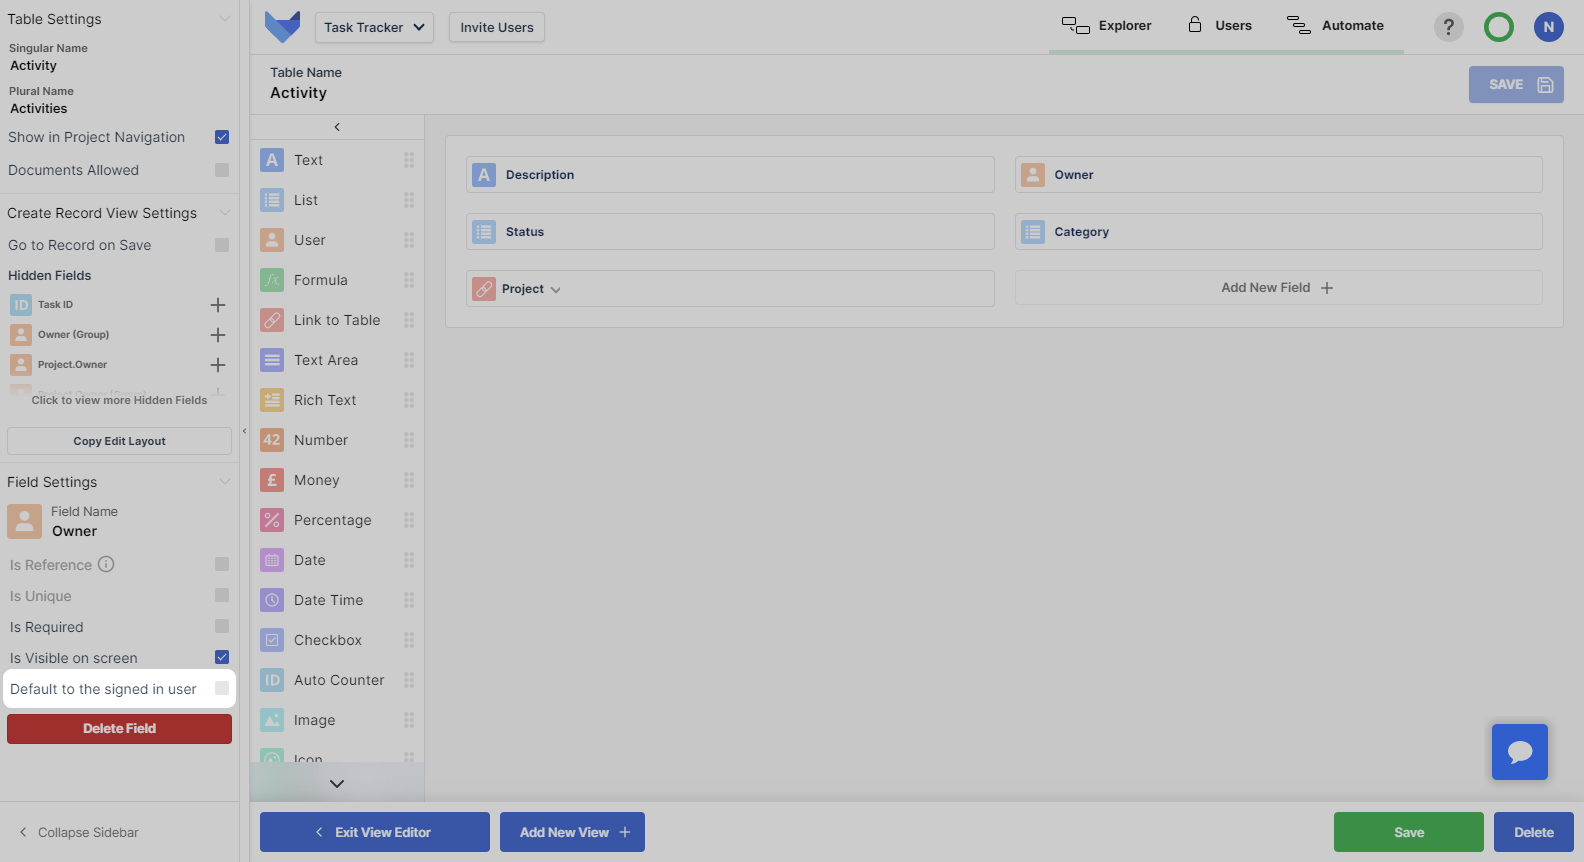 Table Settings
Singular Name
Activity
Plural Name
Activities
Show in Project Navigation
Documents Allowed
Create Record View Settings
Go to Record on Save
Hidden Fields
ID Task ID
Owner (Group)
Project.Owner
Project.Owner (Group)
Click to view more Hidden Fields
Copy Edit Layout
Field Settings
Field Name
Owner
Is Reference
Is Unique
Is Required
Is Visible on screen
Default to the signed in user
Delete Field
Collapse Sidebar
Task Tracker
Invite Users
Explorer
Users
Automate
?
N
Table Name
Activity
SAVE
A Text
List
User
fx Formula
Link to Table
Text Area
Rich Text
42 Number
£ Money
% Percentage
Date
Date Time
Checkbox
ID Auto Counter
Image
Icon
A Description
Owner
Status
Category
Project
Add New Field
Exit View Editor
Add New View
Save
Delete